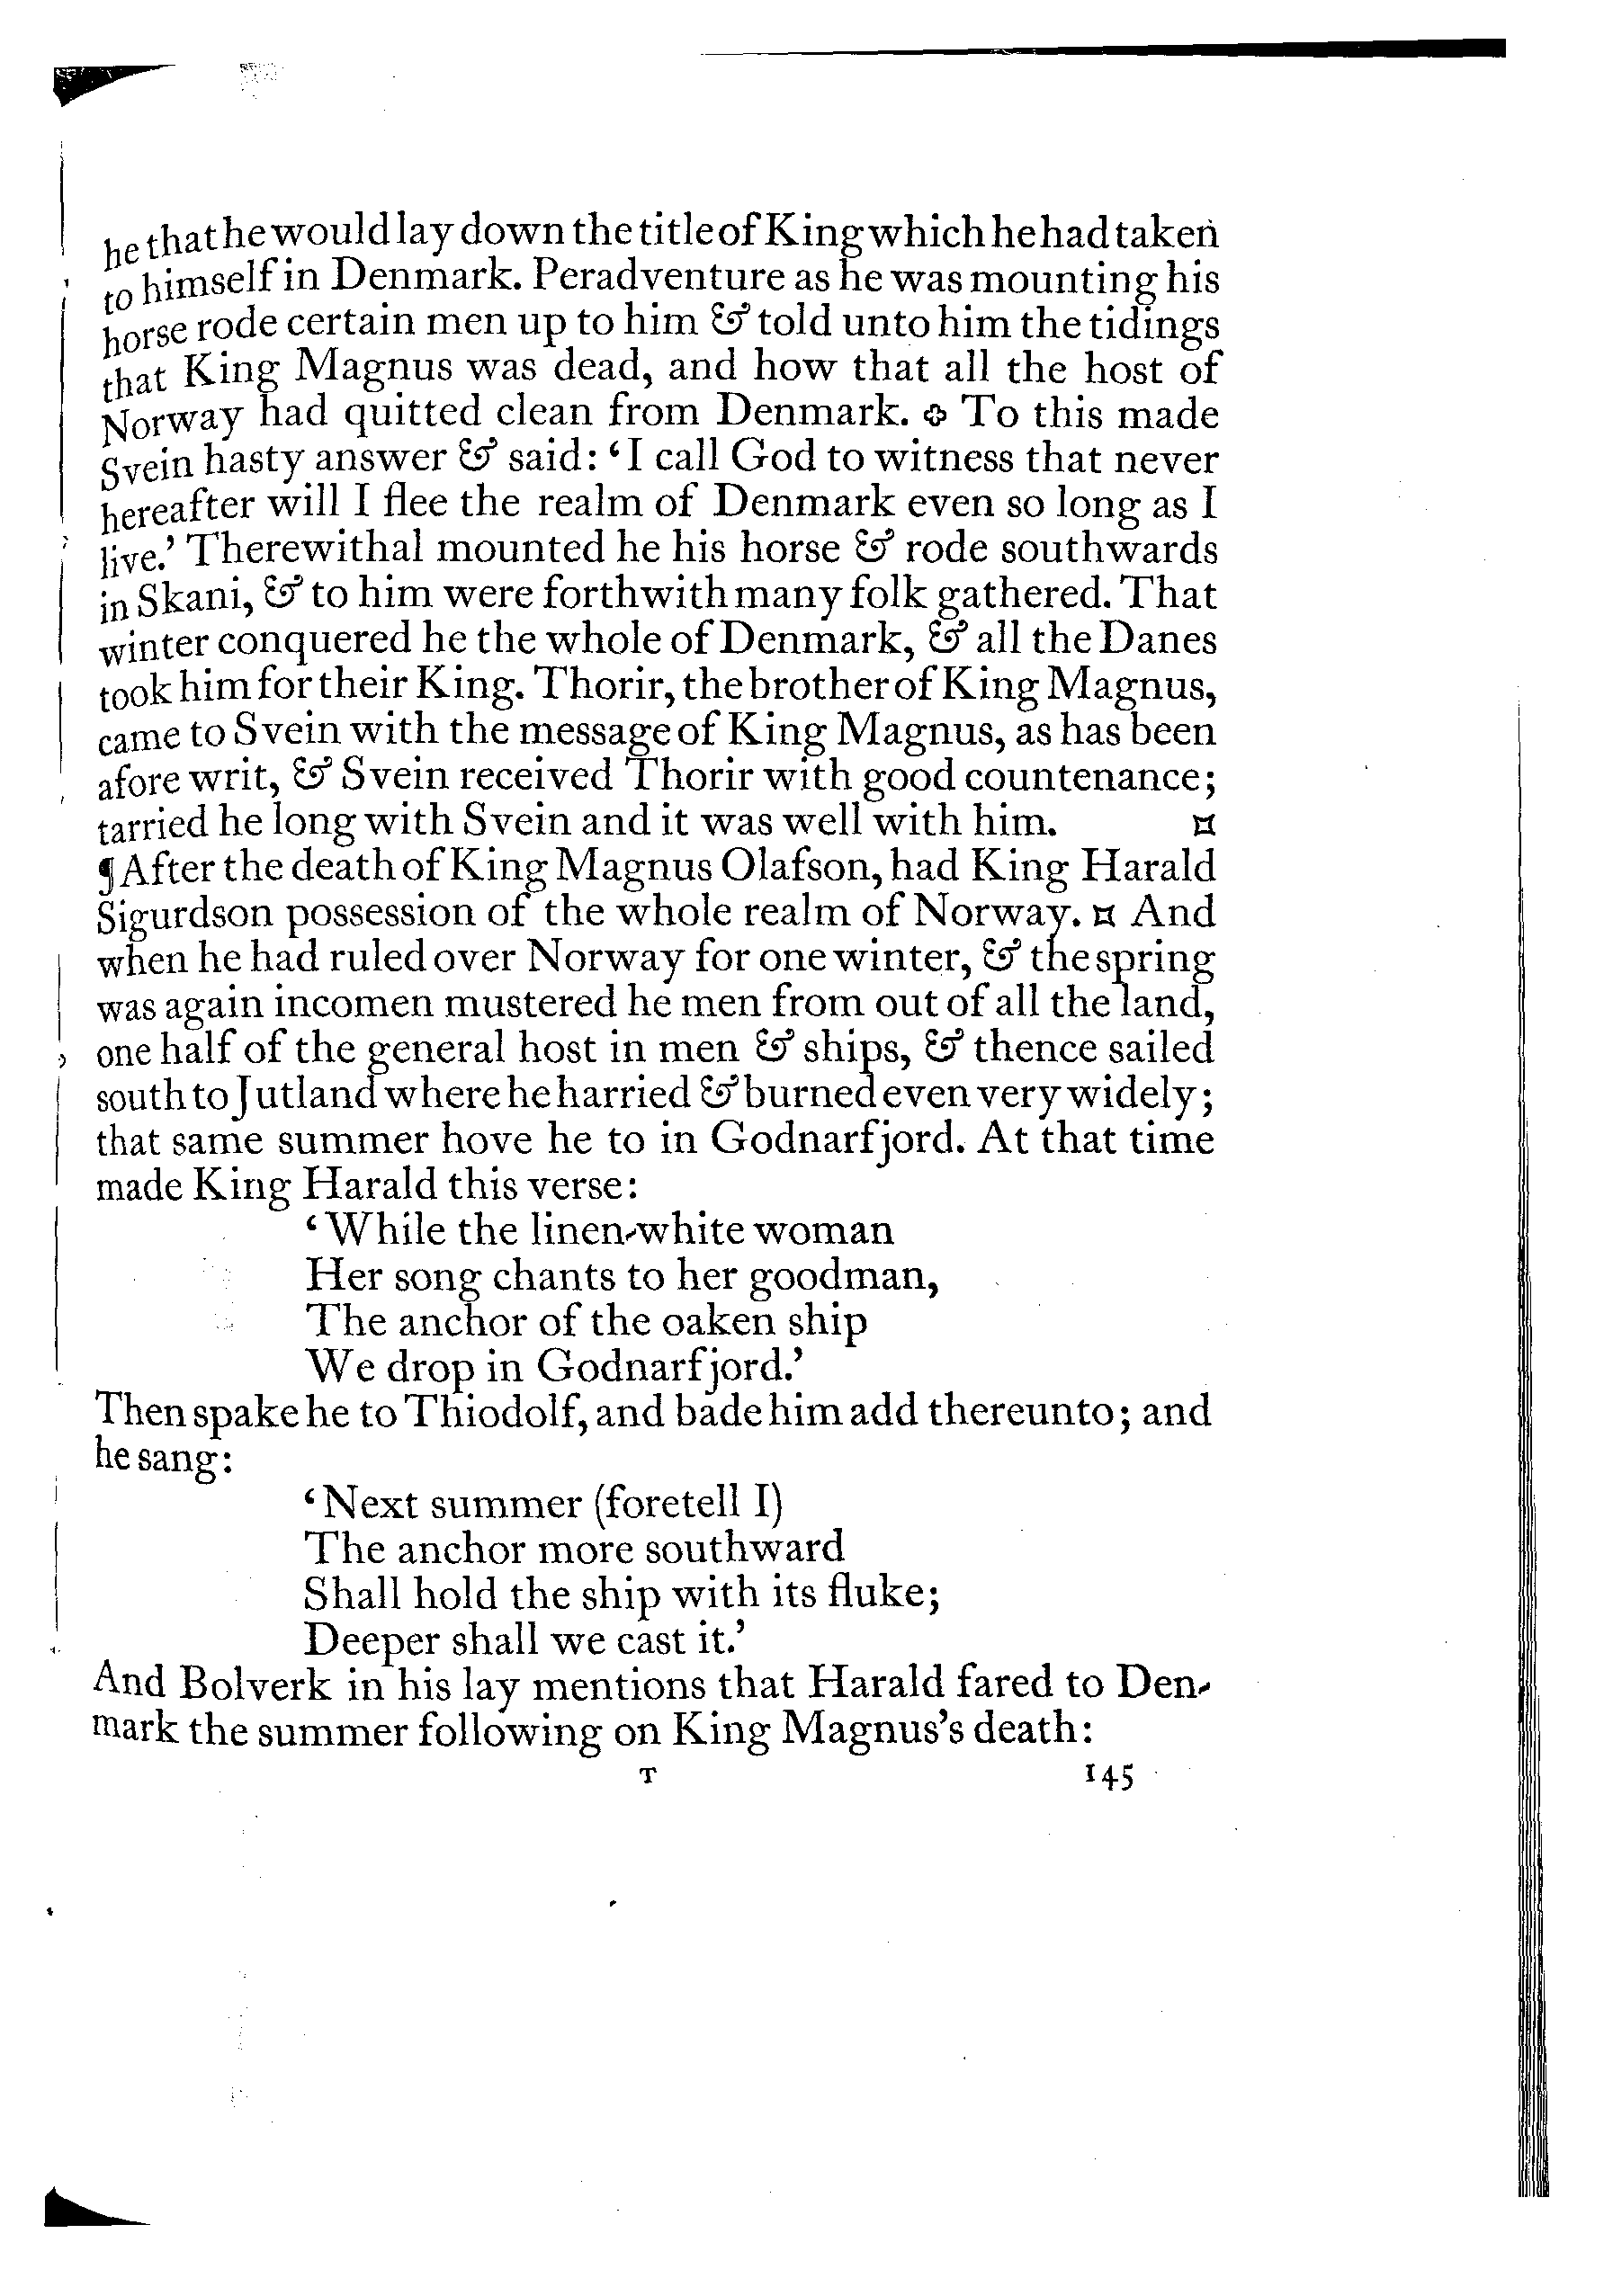 he that he would lay down the title of King which he had taken
to himself in Denmark. Peradventure as he was mounting his
horse rode certain men up to him & told unto him the tidings
that King Magnus was dead, and how that all the host of
Norway had quitted clean from Denmark. ✥ To this made
Svein hasty answer & said: ‘I call God to witness that never
hereafter will I flee the realm of Denmark even so long as I
live.’ Therewithal mounted he his horse & rode southwards
in Skani, & to him were forthwith many folk gathered. That
winter conquered he the whole of Denmark, & all the Danes
took him for their King. Thorir, the brother of King Magnus,
came to Svein with the message of King Magnus, as has been
afore writ, & Svein received Thorir with good countenance;
tarried he long with Svein and it was well with him. ¤
¶ After the death of King Magnus Olafson, had King Harald
Sigurdson possession of the whole realm of Norway. ¤ And
when he had ruled over Norway for one winter, & the spring
was again incomen mustered he men from out of all the land,
one half of the general host in men & ships, & thence sailed
south to Jutland where he harried & burned even very widely;
that same summer hove he to in Godnarfjord. At that time
made King Harald this verse:
‘While the linen-white woman
Her song chants to her goodman,
The anchor of the oaken ship
We drop in Godnarfjord.’
Then spake he to Thiodolf, and bade him add thereunto; and
he sang:
‘Next summer (foretell I)
The anchor more southward
Shall hold the ship with its fluke;
Deeper shall we cast it.’
And Bolverk in his lay mentions that Harald fared to Den-
mark the summer following on King Magnus's death:
T 145